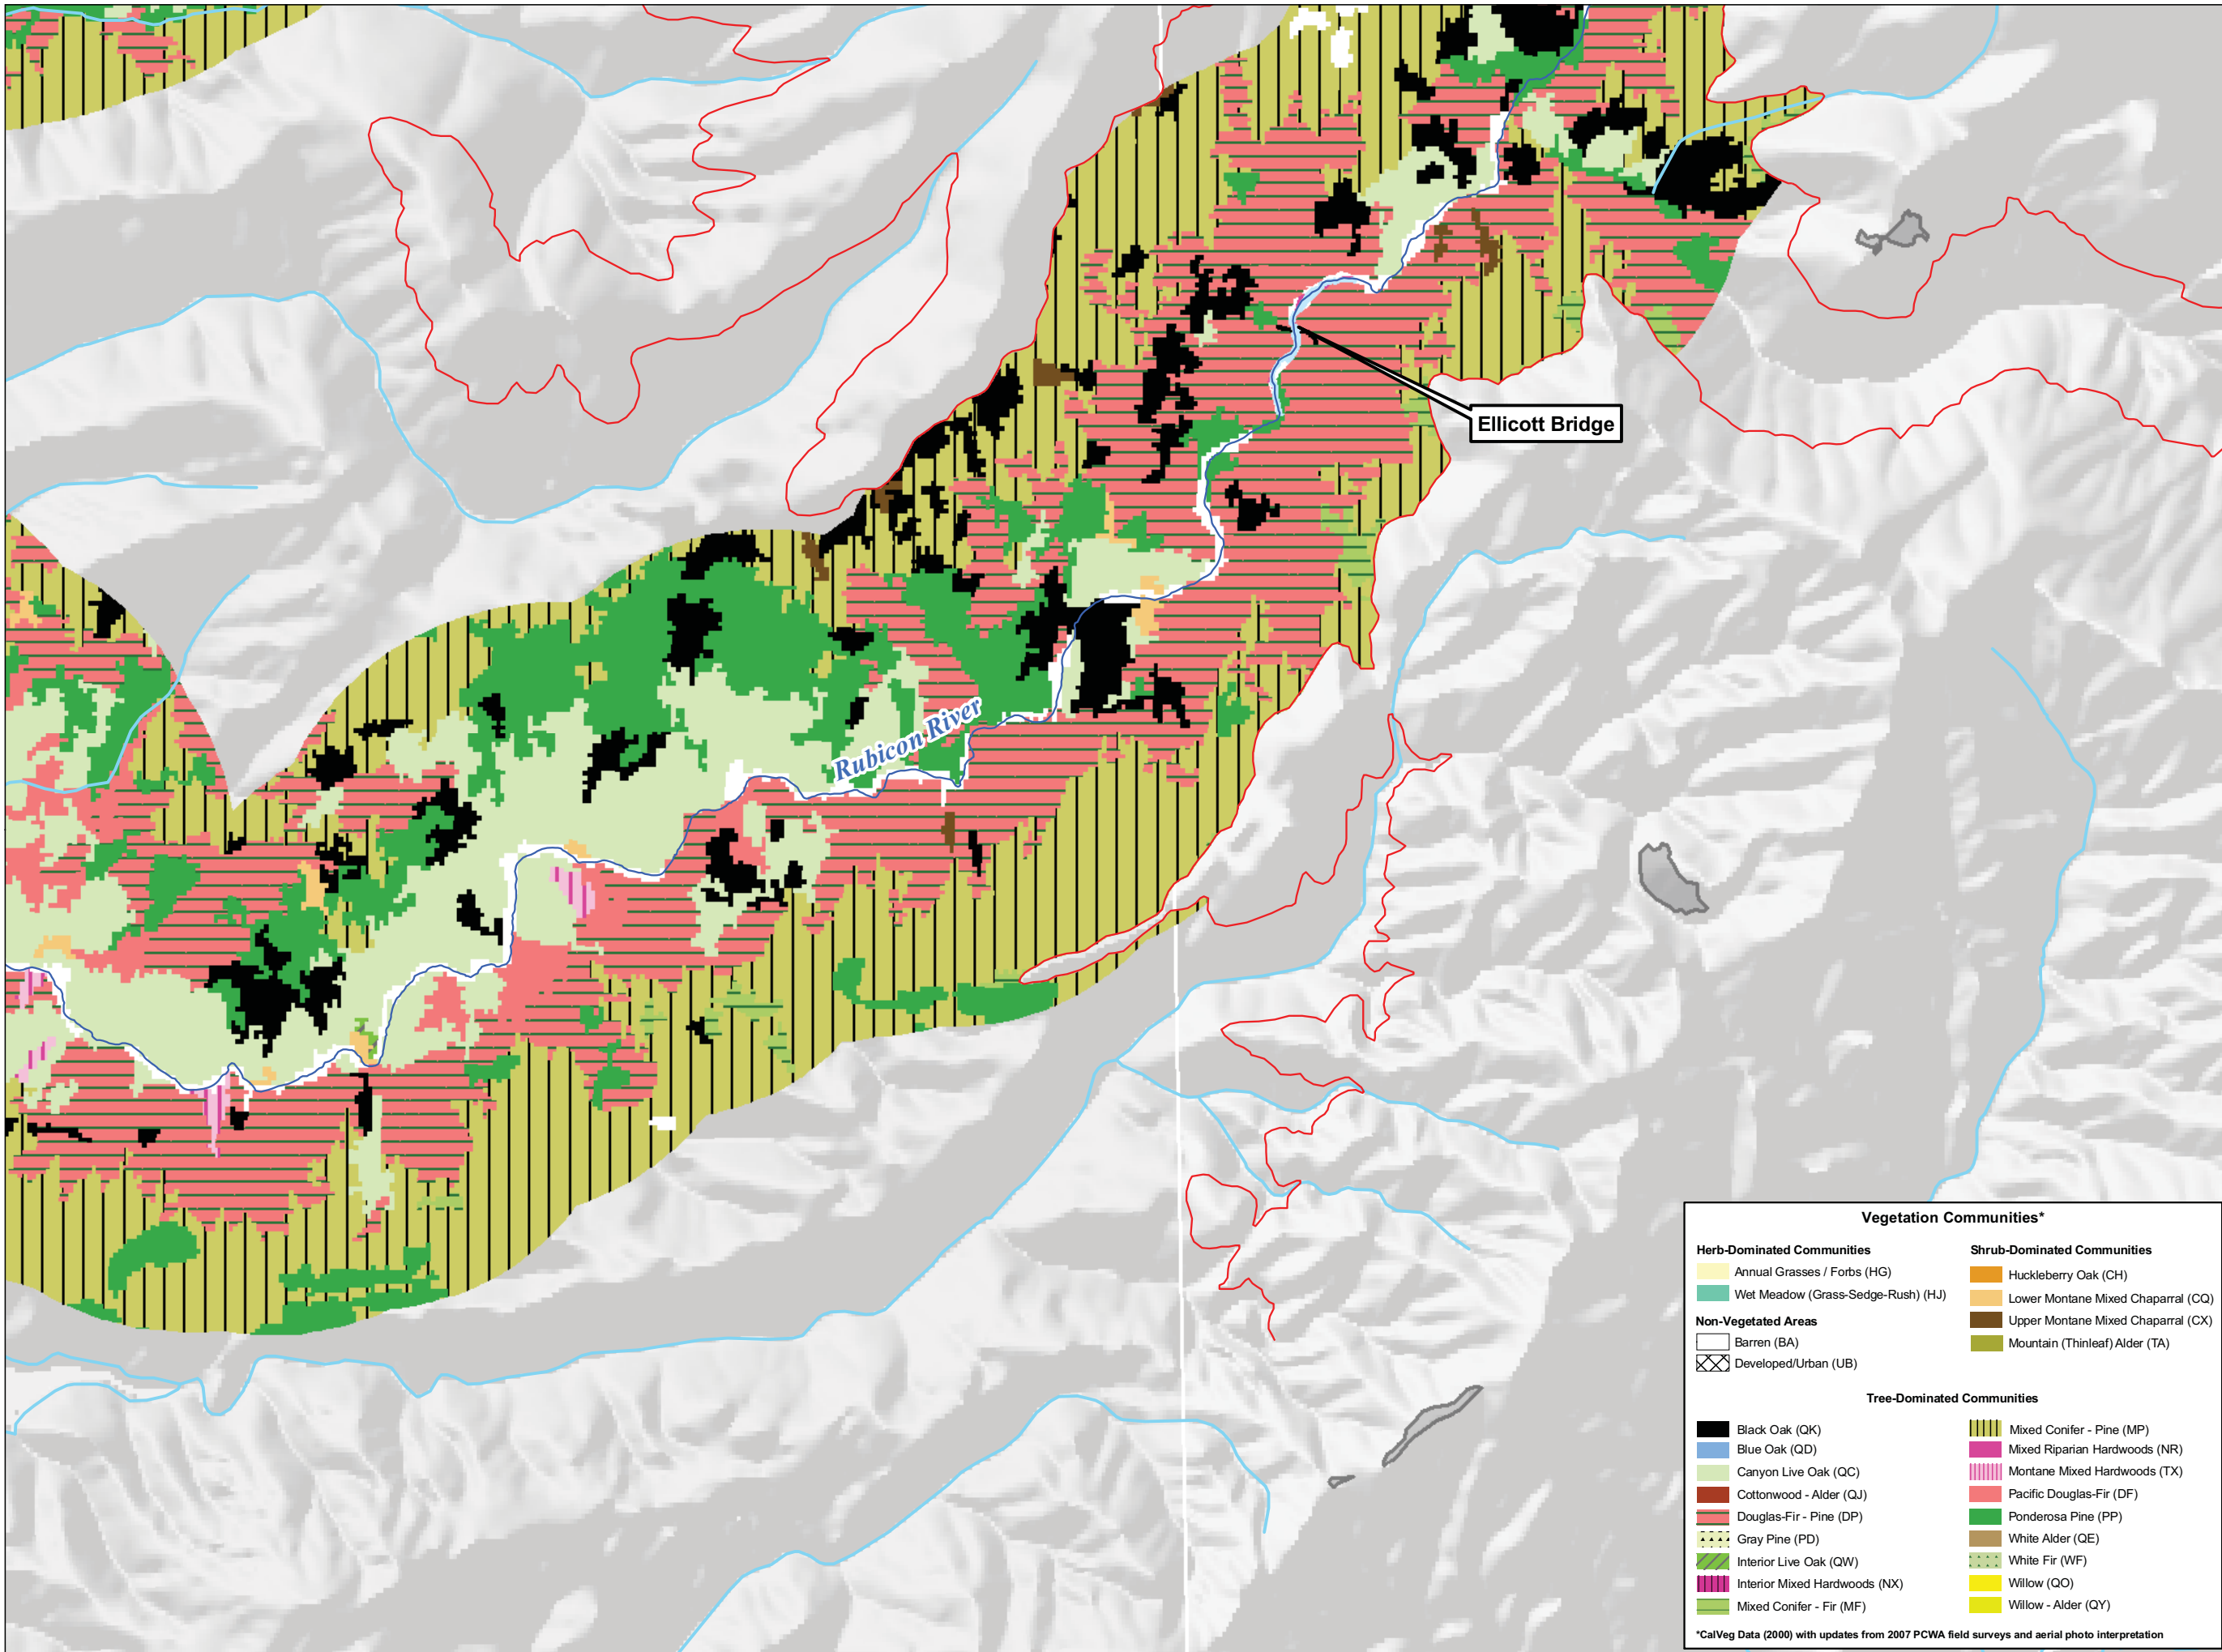 Ellicott Bridge
Rubicon River
Vegetation Communities*
Herb-Dominated Communities
Annual Grasses / Forbs (HG)
Wet Meadow (Grass-Sedge-Rush) (HJ)
Non-Vegetated Areas
Barren (BA)
Developed/Urban (UB)
Shrub-Dominated Communities
Huckleberry Oak (CH)
Lower Montane Mixed Chaparral (CQ)
Upper Montane Mixed Chaparral (CX)
Mountain (Thinleaf) Alder (TA)
Tree-Dominated Communities
Black Oak (QK)
Blue Oak (QD)
Canyon Live Oak (QC)
Cottonwood - Alder (QJ)
Douglas-Fir - Pine (DP)
Gray Pine (PD)
Interior Live Oak (QW)
Interior Mixed Hardwoods (NX)
Mixed Conifer - Fir (MF)
Mixed Conifer - Pine (MP)
Mixed Riparian Hardwoods (NR)
Montane Mixed Hardwoods (TX)
Pacific Douglas-Fir (DF)
Ponderosa Pine (PP)
White Alder (QE)
White Fir (WF)
Willow (QO)
Willow - Alder (QY)
*CalVeg Data (2000) with updates from 2007 PCWA field surveys and aerial photo interpretation